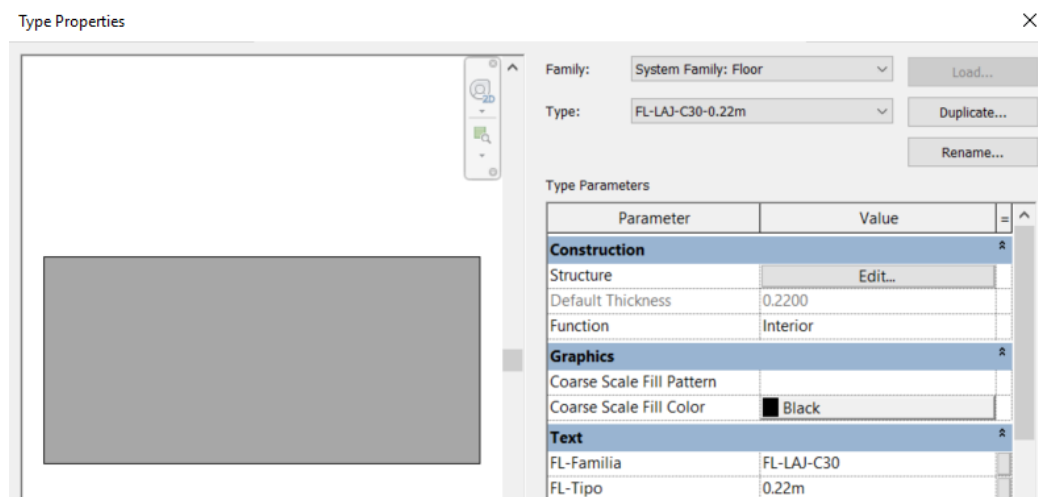 Type Properties
2D
Family: System Family: Floor Load...
Type: FL-LAJ-C30-0.22m Duplicate...
Rename...
Type Parameters
Parameter Value =
Construction
Structure Edit...
Default Thickness 0.2200
Function Interior
Graphics
Coarse Scale Fill Pattern
Coarse Scale Fill Color Black
Text
FL-Familia FL-LAJ-C30
FL-Tipo 0.22m